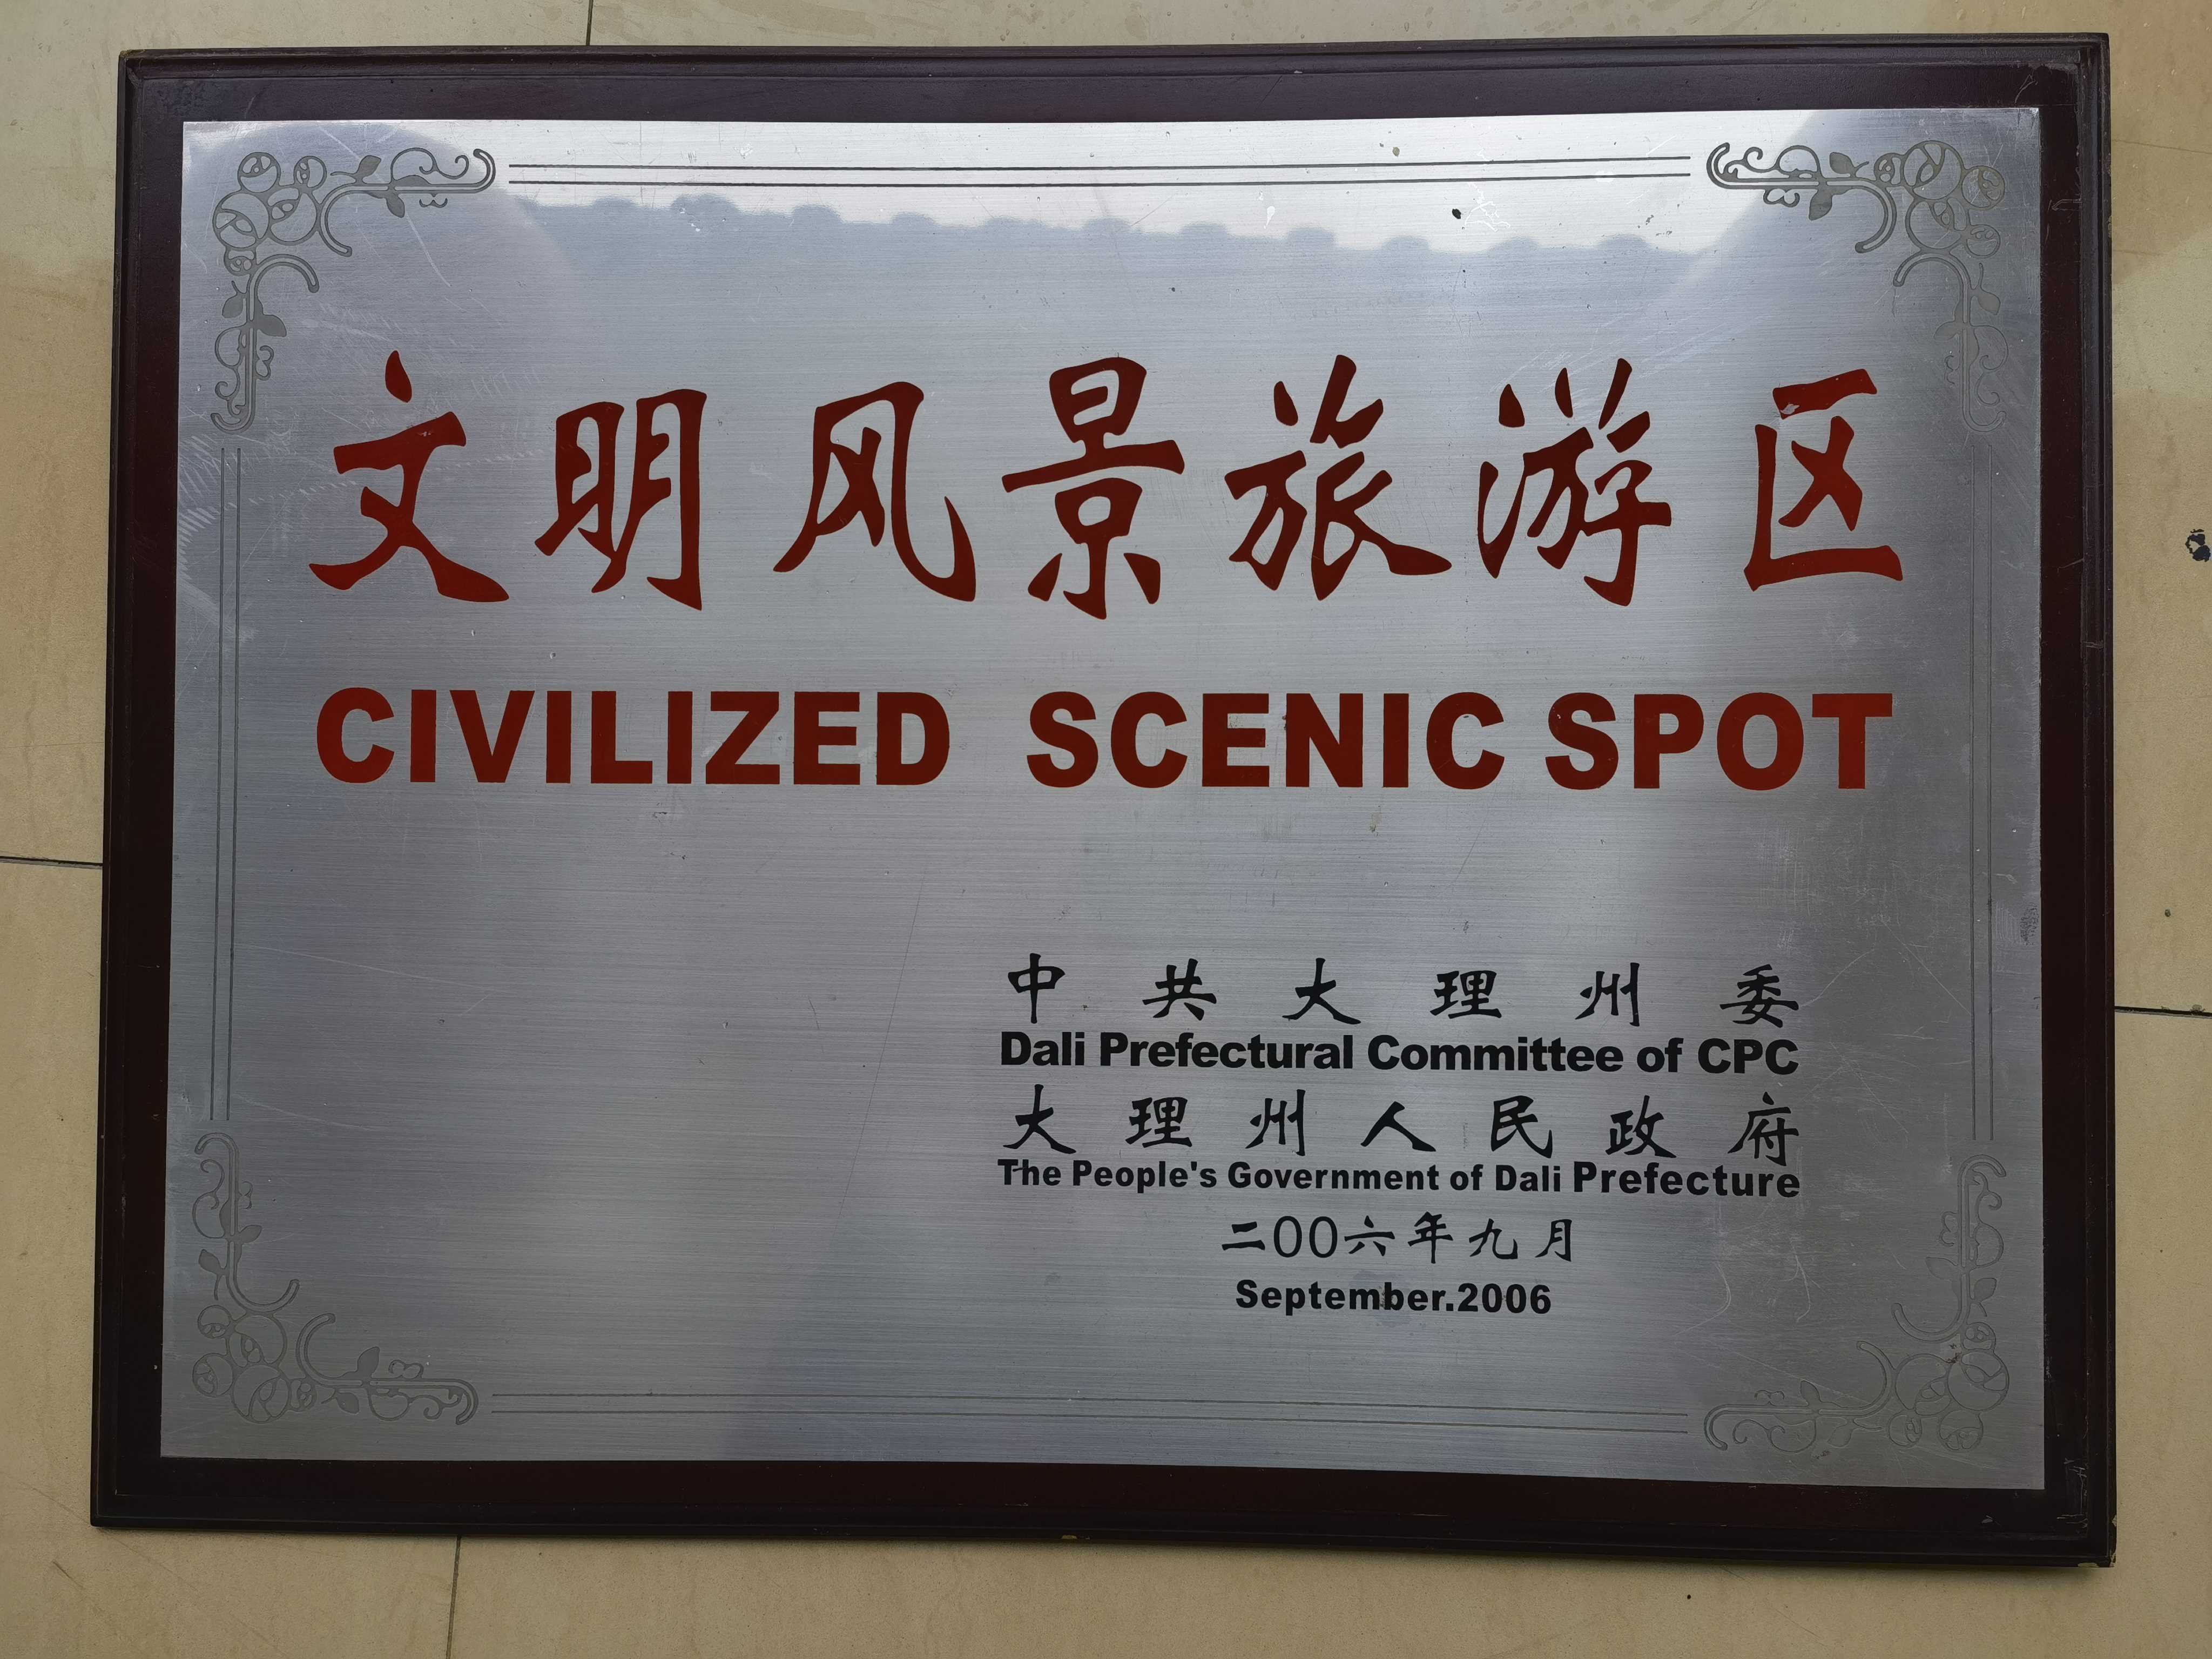 文明风景旅游区
CIVILIZED SCENIC SPOT
中共大理州委
Dali Prefectural Committee of CPC
大理州人民政府
The People's Government of Dali Prefecture
二00六年九月
September.2006